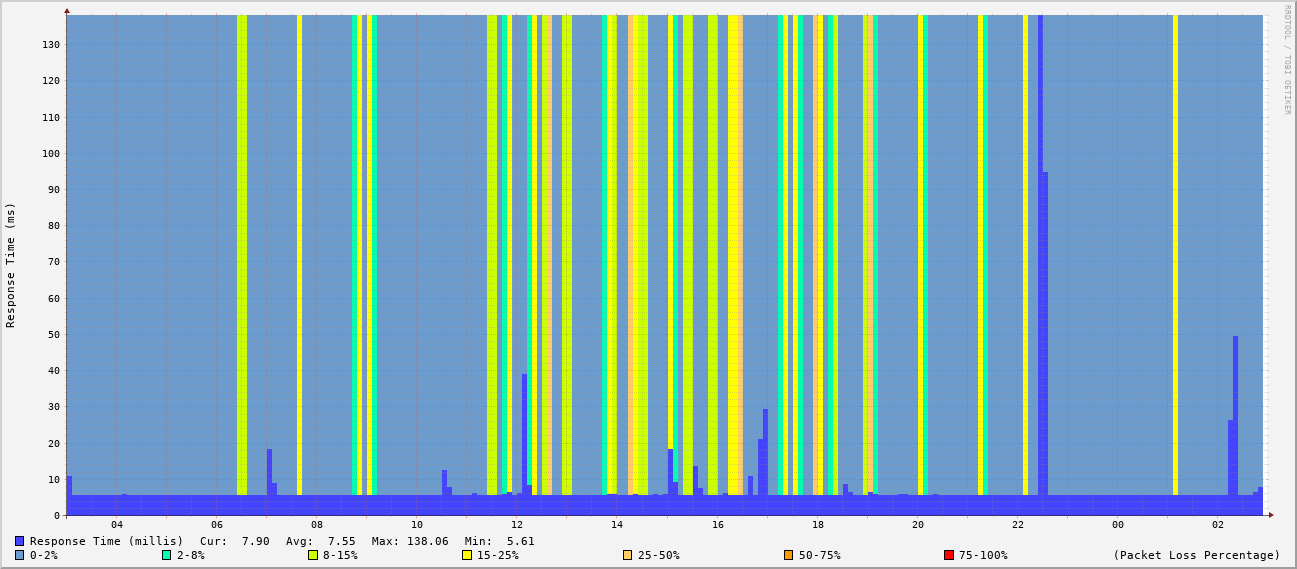 RRDTOOL / TOBI OETIKER
Response Time (ms)
130
120
110
100
90
80
70
60
50
40
30
20
10
0
04 06 08 10 12 14 16 18 20 22 00 02
Response Time (millis) Cur: 7.90 Avg: 7.55 Max: 138.06 Min: 5.61
0-2% 2-8% 8-15% 15-25% 25-50% 50-75% 75-100% (Packet Loss Percentage)